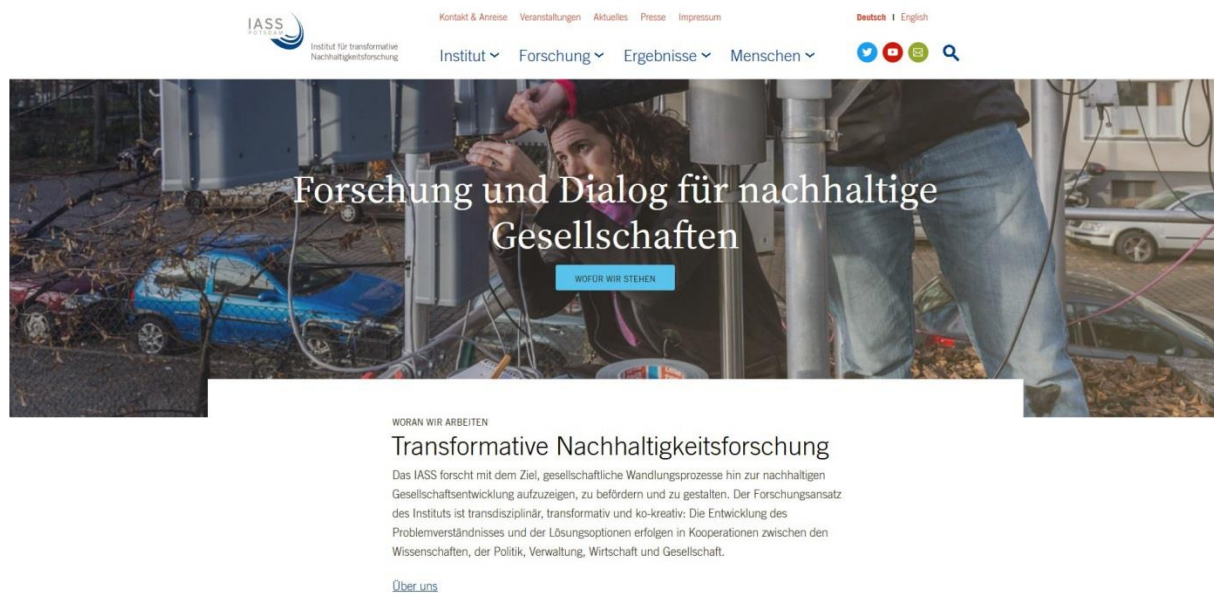 IASS
POTSDAM
Institut für transformative
Nachhaltigkeitsforschung
Kontakt & Anreise Veranstaltungen Aktuelles Presse Impressum
Deutsch I English
Institut Forschung Ergebnisse Menschen
Forschung und Dialog für nachhaltige
Gesellschaften
WOFÜR WIR STEHEN
WORAN WIR ARBEITEN
Transformative Nachhaltigkeitsforschung
Das IASS forscht mit dem Ziel, gesellschaftliche Wandlungsprozesse hin zur nachhaltigen
Gesellschaftsentwicklung aufzuzeigen, zu befördern und zu gestalten. Der Forschungsansatz
des Instituts ist transdisziplinär, transformativ und ko-kreativ: Die Entwicklung des
Problemverständnisses und der Lösungsoptionen erfolgen in Kooperationen zwischen den
Wissenschaften, der Politik, Verwaltung, Wirtschaft und Gesellschaft.
Über uns